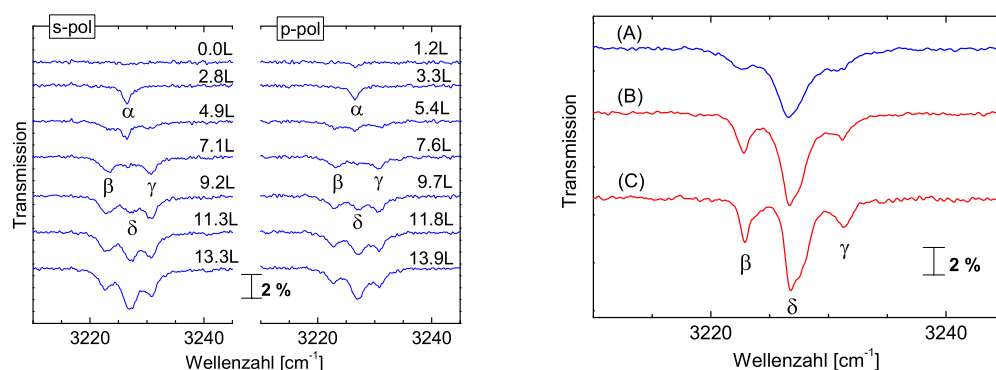 s-pol
0.0L
2.8L
α
4.9L
7.1L
β γ
9.2L
δ
11.3L
13.3L
2 %
Transmission
3220 3240
Wellenzahl [cm-1]
p-pol
1.2L
3.3L
α
5.4L
7.6L
β γ
9.7L
δ
11.8L
13.9L
3220 3240
(A)
(B)
(C)
β
γ
δ
2 %
Transmission
3220 3240
Wellenzahl [cm-1]